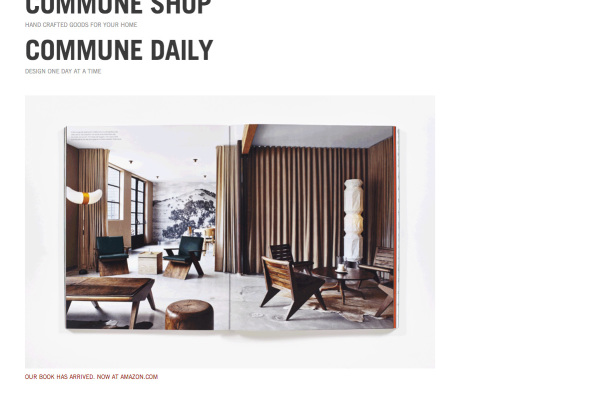 COMMUNE SHOP
HAND CRAFTED GOODS FOR YOUR HOME
COMMUNE DAILY
DESIGN ONE DAY AT A TIME
OUR BOOK HAS ARRIVED. NOW AT AMAZON.COM